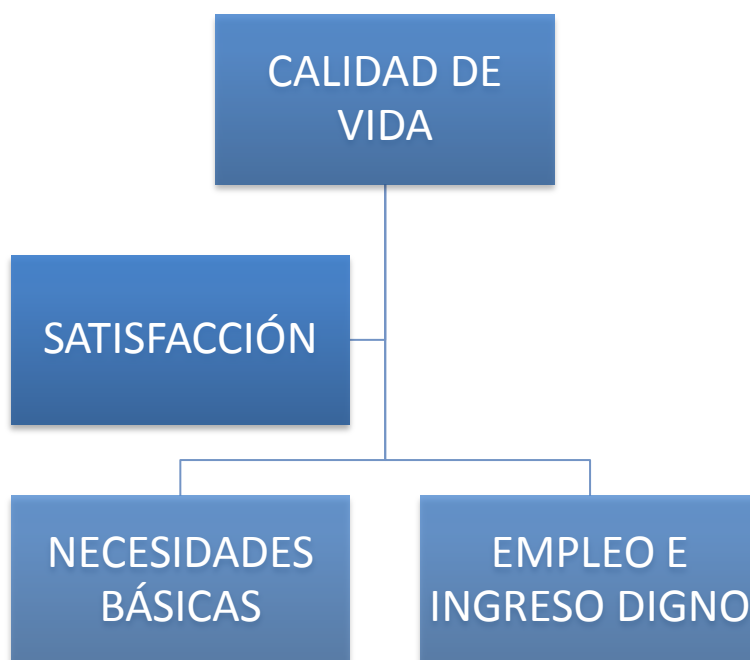 CALIDAD DE
VIDA
SATISFACCIÓN
NECESIDADES
BÁSICAS
EMPLEO E
INGRESO DIGNO